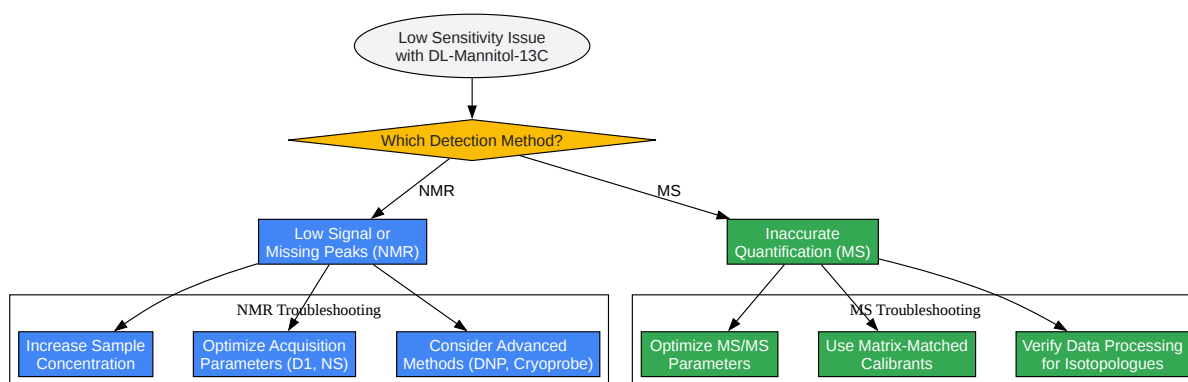 Low Sensitivity Issue
with DL-Mannitol-13C
Which Detection Method?
NMR
MS
Low Signal or
Missing Peaks (NMR)
Inaccurate
Quantification (MS)
NMR Troubleshooting
MS Troubleshooting
Increase Sample
Concentration
Optimize Acquisition
Parameters (D1, NS)
Consider Advanced
Methods (DNP, Cryoprobe)
Optimize MS/MS
Parameters
Use Matrix-Matched
Calibrants
Verify Data Processing
for Isotopologues